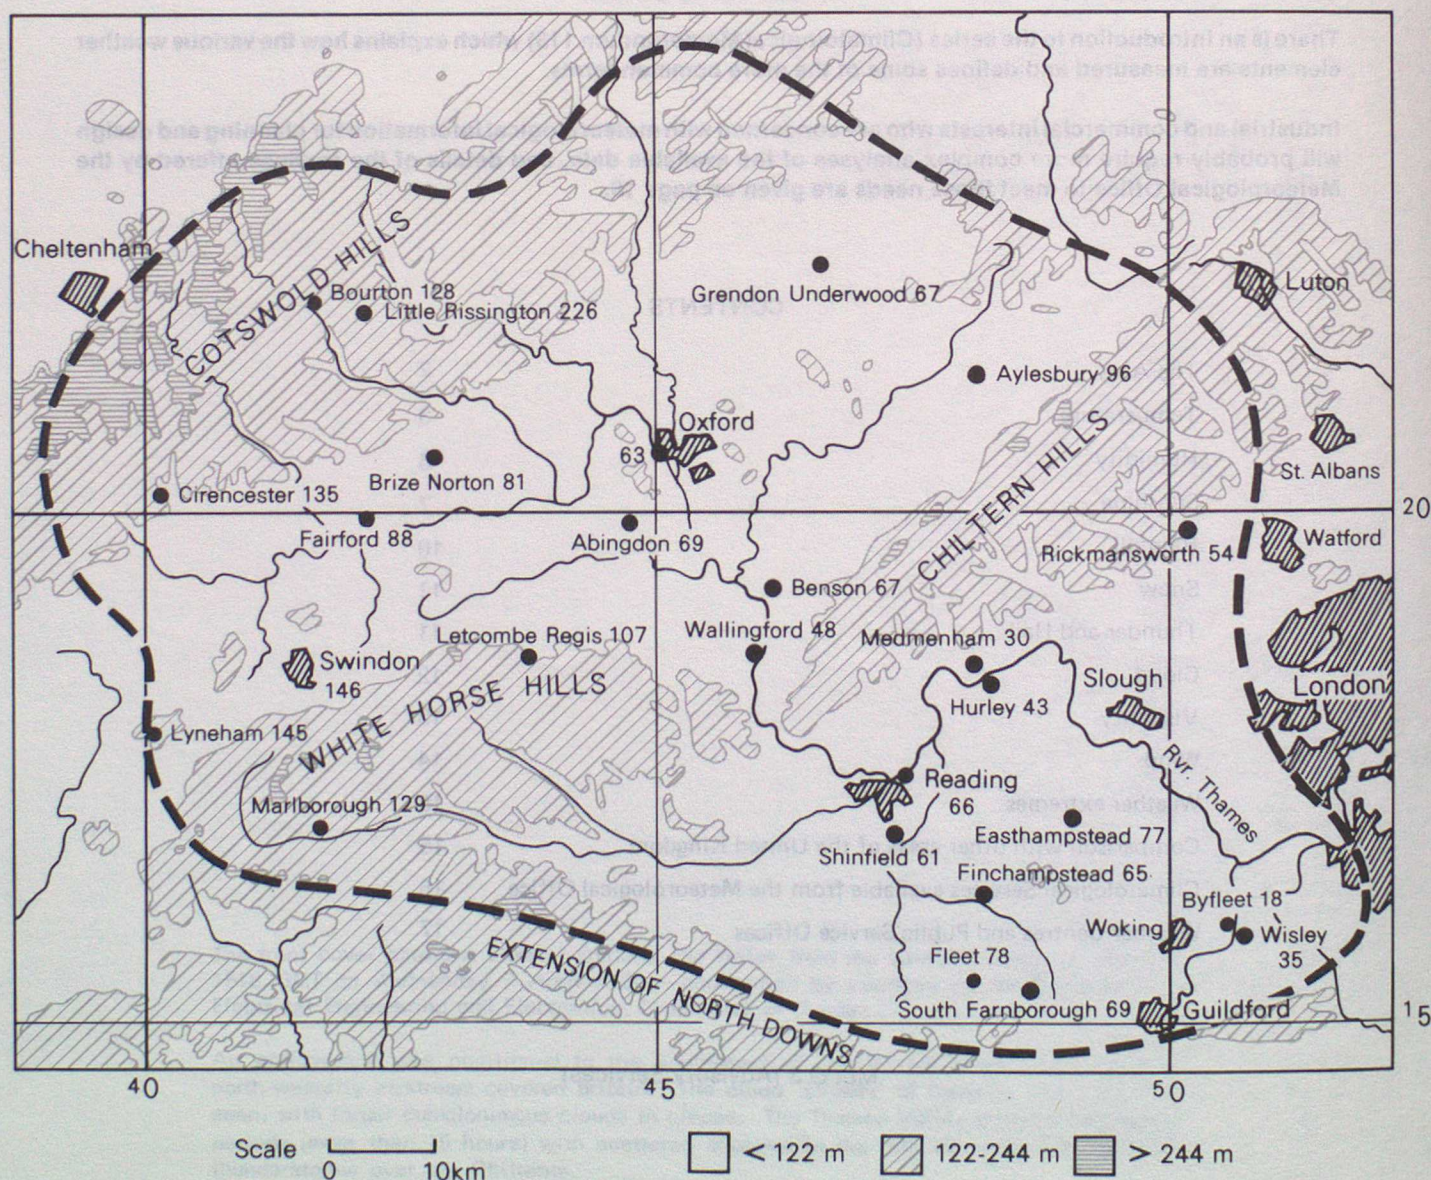 Cheltenham
COTSWOLD HILLS
Bourton 128
Little Rissington 226
Grendon Underwood 67
Luton
Aylesbury 96
Oxford
63
CHILTERN HILLS
St. Albans
Cirencester 135
Brize Norton 81
20
Fairford 88
Abingdon 69
Rickmansworth 54
Watford
Benson 67
Letcombe Regis 107
Wallingford 48
Medmenham 30
Swindon
146
WHITE HORSE HILLS
Hurley 43
Slough
London
Lyneham 145
Rvr. Thames
Marlborough 129
Reading
66
Easthampstead 77
Shinfield 61
Finchampstead 65
Byfleet 18
Woking
Wisley
35
EXTENSION OF NORTH DOWNS
Fleet 78
South Farnborough 69
Guildford
15
40
45
50
Scale
0
10km
< 122 m
122-244 m
> 244 m